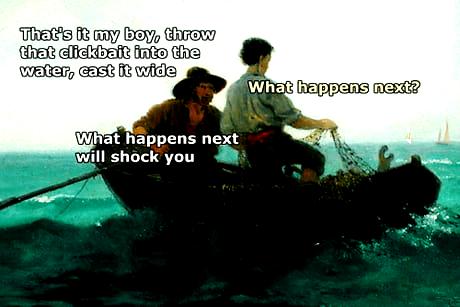 That's it my boy, throw
that clickbait into the
water, cast it wide
What happens next?
What happens next
will shock you